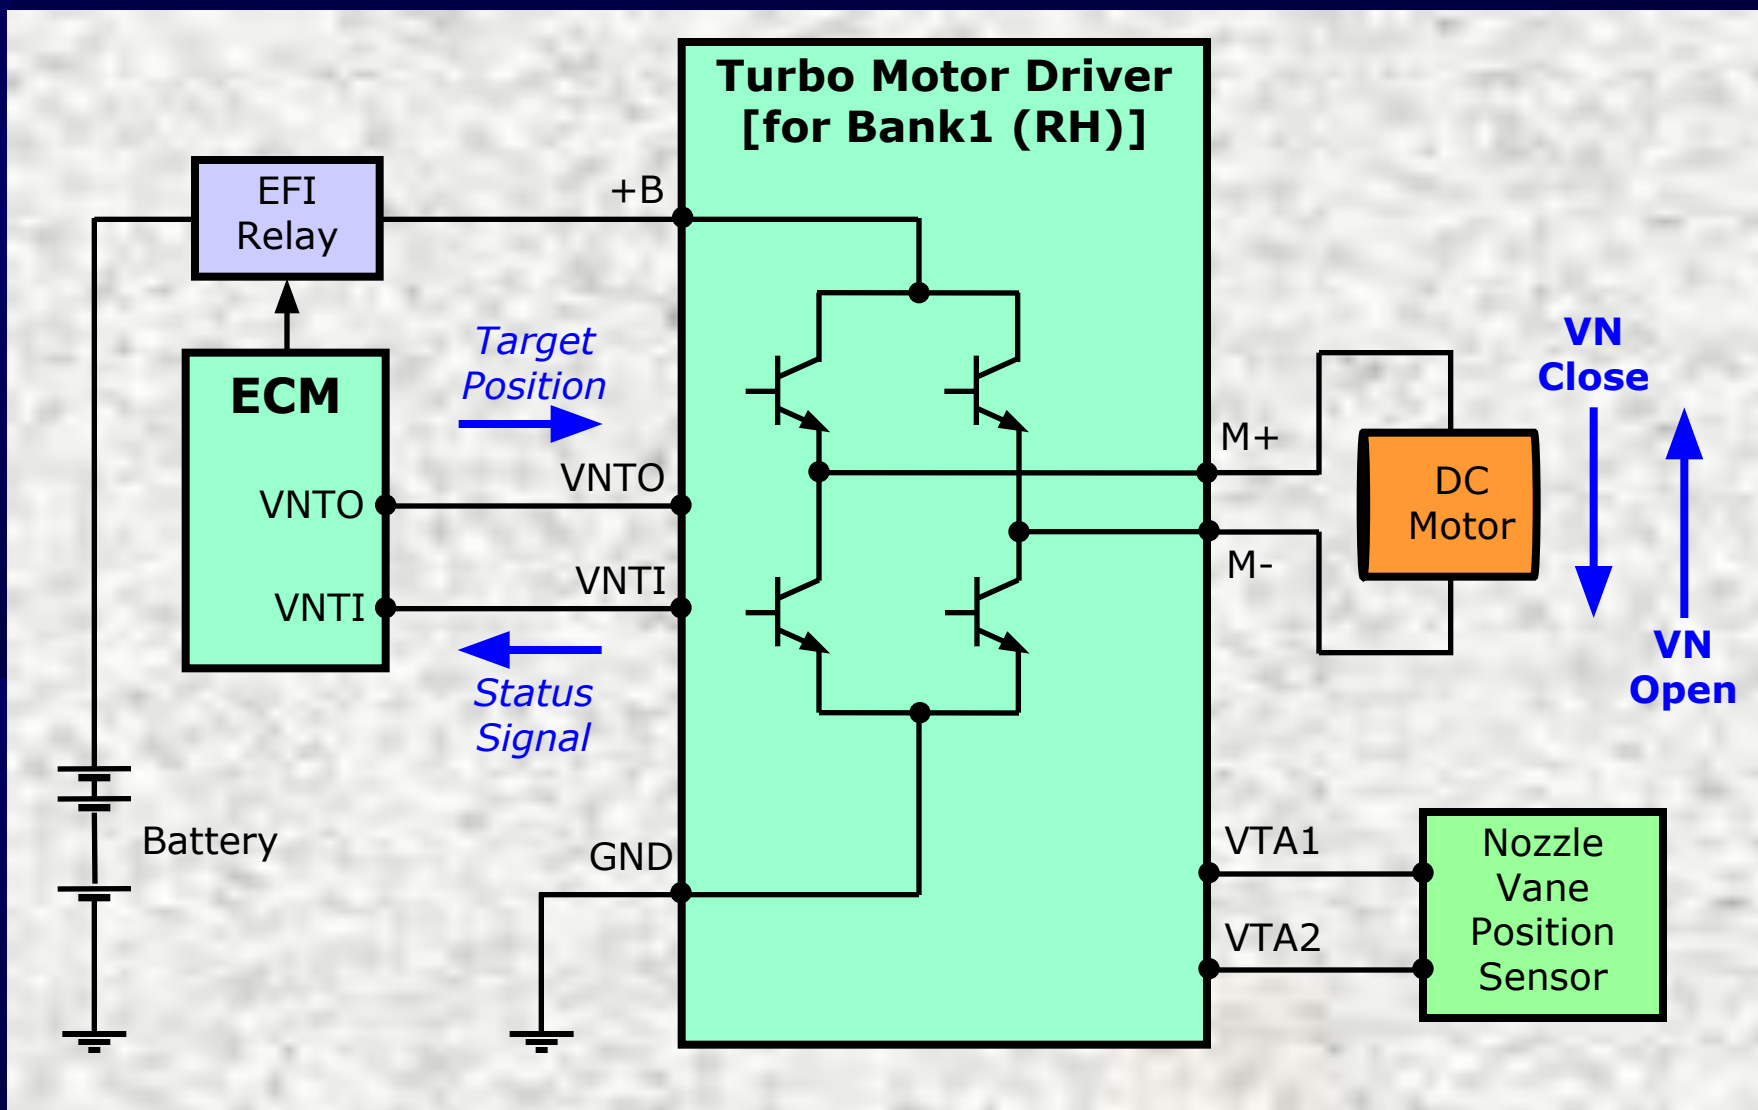 Turbo Motor Driver
[for Bank1 (RH)]
EFI
Relay
+B
Target
Position
ECM
VNTO
VNTO
VNTI
VNTI
Status
Signal
Battery
GND
M+
M-
DC
Motor
VN
Close
VN
Open
VTA1
VTA2
Nozzle
Vane
Position
Sensor